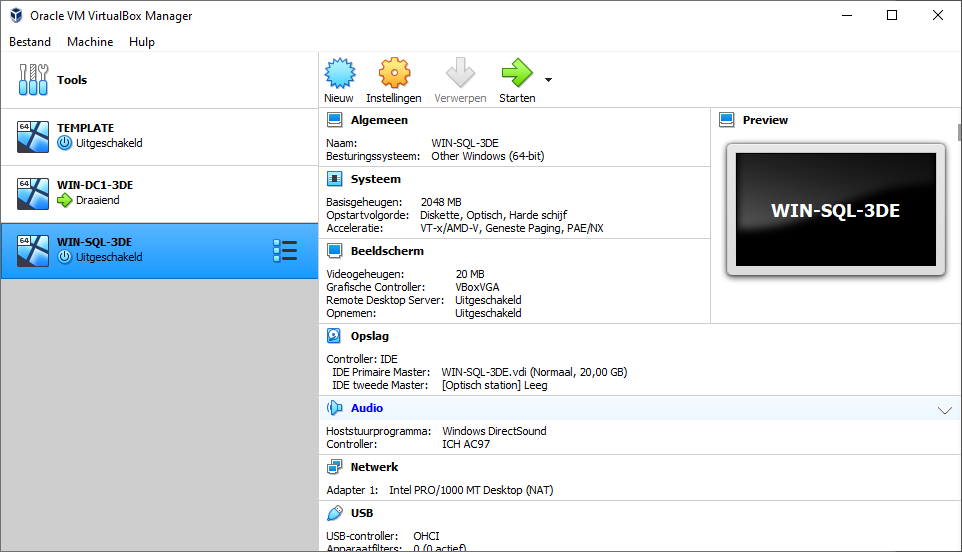 Oracle VM VirtualBox Manager
Bestand Machine Hulp
Tools
64 TEMPLATE
Uitgeschakeld
64 WIN-DC1-3DE
Draaiend
64 WIN-SQL-3DE
Uitgeschakeld
Nieuw Instellingen Verwerpen Starten
Algemeen
Naam: WIN-SQL-3DE
Besturingssysteem: Other Windows (64-bit)
Systeem
Basisgeheugen: 2048 MB
Opstartvolgorde: Diskette, Optisch, Harde schijf
Acceleratie: VT-x/AMD-V, Geneste Paging, PAE/NX
Beeldscherm
Videogeheugen: 20 MB
Grafische Controller: VBoxVGA
Remote Desktop Server: Uitgeschakeld
Opnemen: Uitgeschakeld
Preview
WIN-SQL-3DE
Opslag
Controller: IDE
IDE Primaire Master: WIN-SQL-3DE.vdi (Normaal, 20,00 GB)
IDE tweede Master: [Optisch station] Leeg
Audio
Hoststuurprogramma: Windows DirectSound
Controller: ICH AC97
Netwerk
Adapter 1: Intel PRO/1000 MT Desktop (NAT)
USB
USB-controller: OHCI
Apparaatfilters: 0 (0 actief)